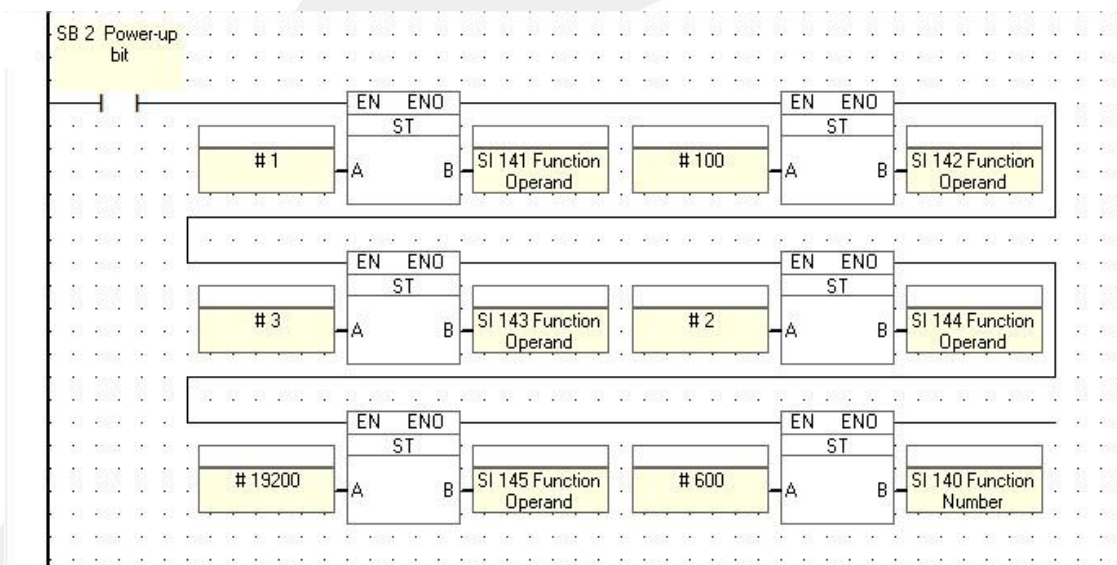 SB 2 Power-up
bit
EN ENO
EN ENO
ST
ST
# 1
A
B
SI 141 Function
Operand
# 100
A
B
SI 142 Function
Operand
EN ENO
EN ENO
ST
ST
# 3
A
B
SI 143 Function
Operand
# 2
A
B
SI 144 Function
Operand
EN ENO
EN ENO
ST
ST
# 19200
A
B
SI 145 Function
Operand
# 600
A
B
SI 140 Function
Number